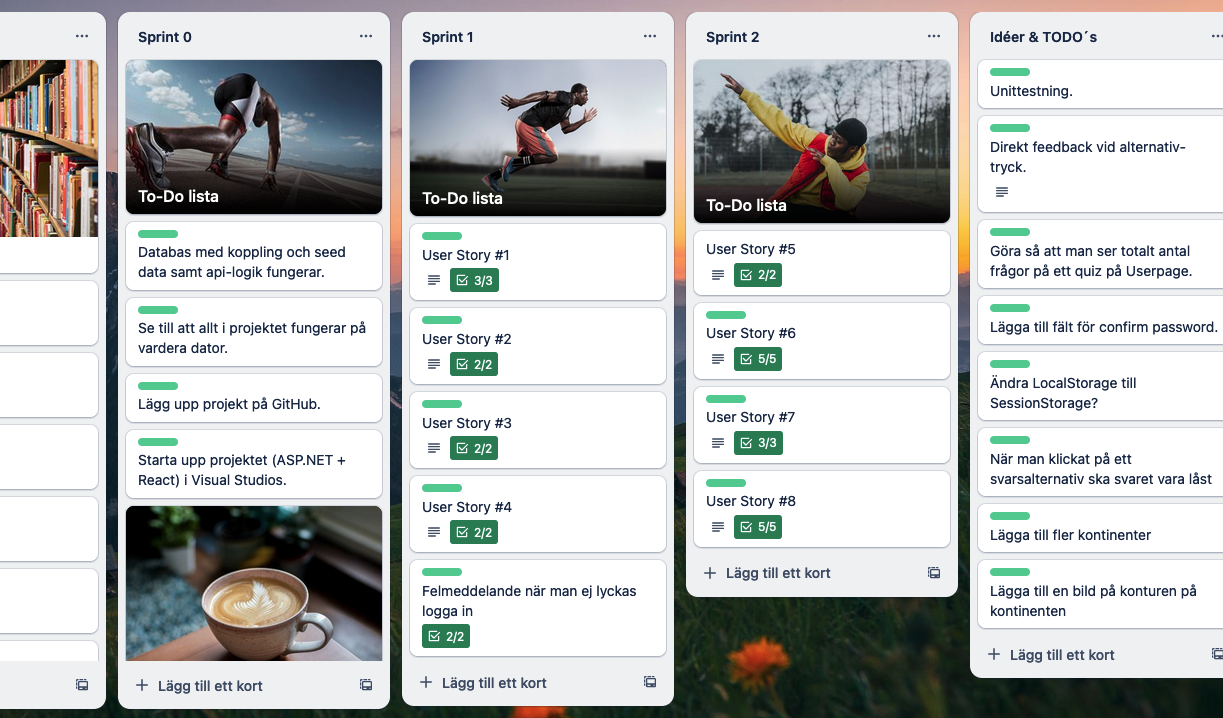 Sprint 0
To-Do lista
Databas med koppling och seed
data samt api-logik fungerar.
Se till att allt i projektet fungerar på
vardera dator.
Lägg upp projekt på GitHub.
Starta upp projektet (ASP.NET +
React) i Visual Studios.
Lägg till ett kort
Sprint 1
To-Do lista
User Story #1
3/3
User Story #2
2/2
User Story #3
2/2
User Story #4
2/2
Felmeddelande när man ej lyckas
logga in
2/2
Lägg till ett kort
Sprint 2
To-Do lista
User Story #5
2/2
User Story #6
5/5
User Story #7
3/3
User Story #8
5/5
Lägg till ett kort
Idéer & TODO´s
Unittestning.
Direkt feedback vid alternativ-
tryck.
Göra så att man ser totalt antal
frågor på ett quiz på Userpage.
Lägga till fält för confirm password.
Ändra LocalStorage till
SessionStorage?
När man klickat på ett
svarsalternativ ska svaret vara låst
Lägga till fler kontinenter
Lägga till en bild på konturen på
kontinenten
Lägg till ett kort